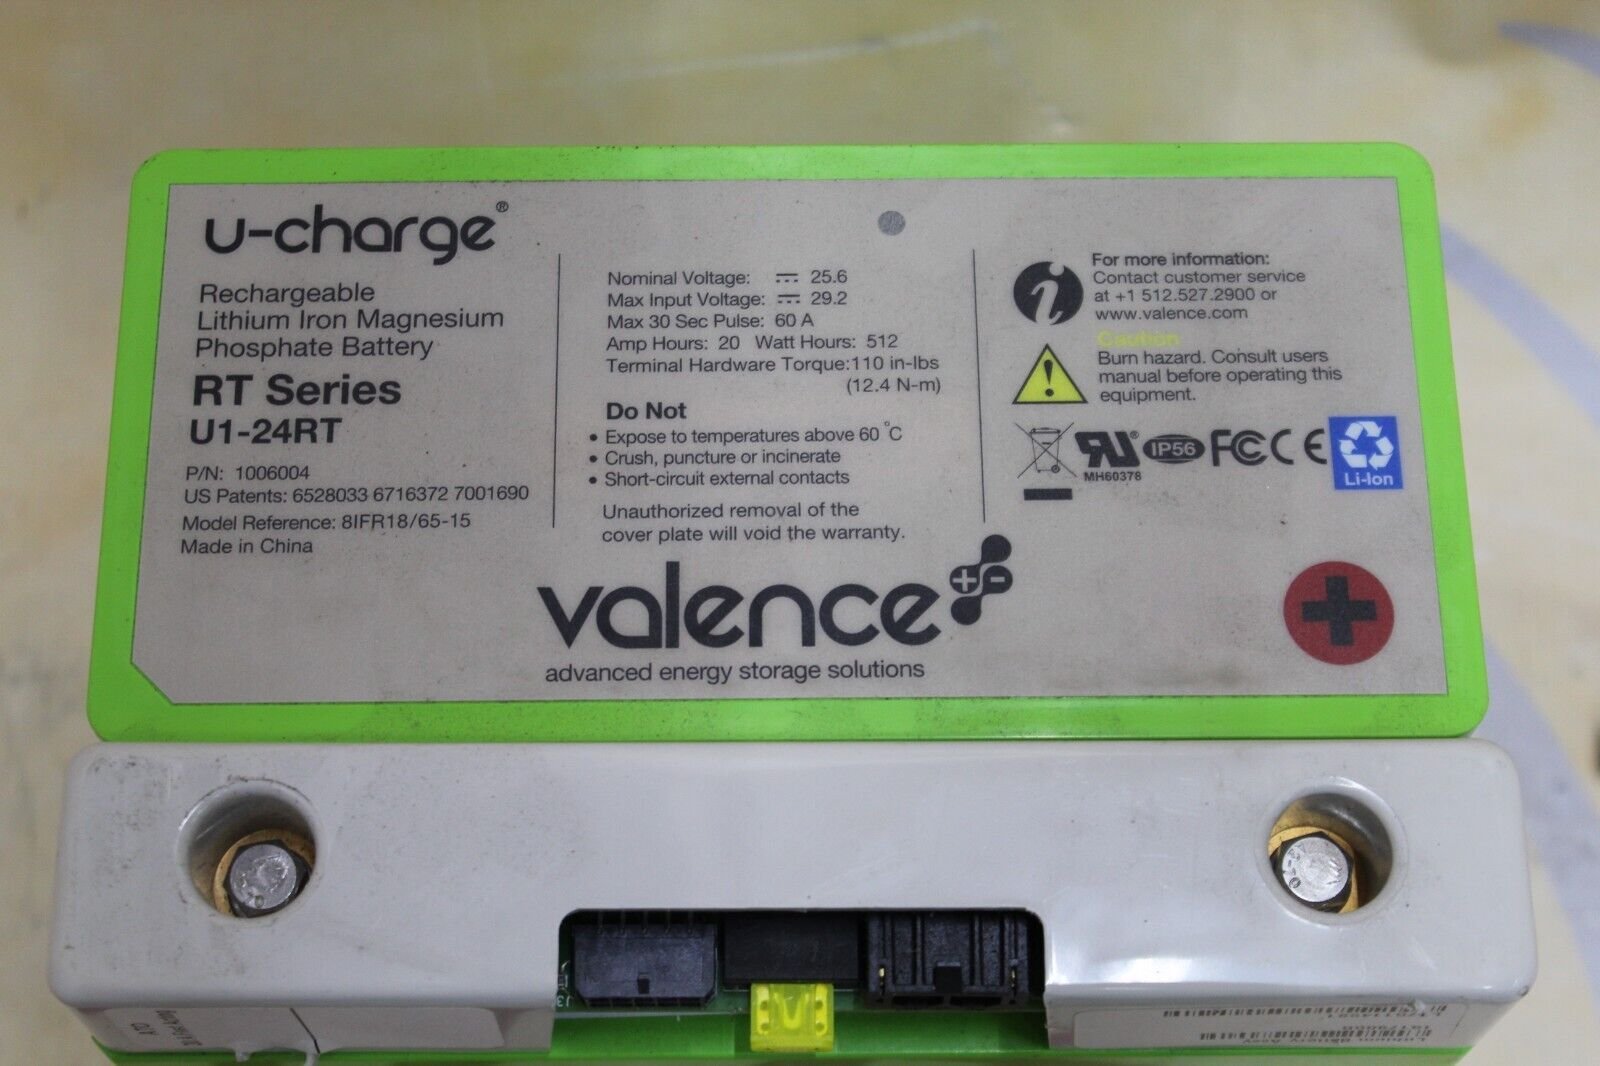 u-charge®
Rechargeable
Lithium Iron Magnesium
Phosphate Battery
RT Series
U1-24RT
P/N: 1006004
US Patents: 6528033 6716372 7001690
Model Reference: 8IFR18/65-15
Made in China
Nominal Voltage: ⎓ 25.6
Max Input Voltage: ⎓ 29.2
Max 30 Sec Pulse: 60 A
Amp Hours: 20 Watt Hours: 512
Terminal Hardware Torque:110 in-lbs
(12.4 N-m)
Do Not
• Expose to temperatures above 60 °C
• Crush, puncture or incinerate
• Short-circuit external contacts
Unauthorized removal of the
cover plate will void the warranty.
valence
advanced energy storage solutions
For more information:
Contact customer service
at +1 512.527.2900 or
www.valence.com
Caution
Burn hazard. Consult users
manual before operating this
equipment.
MH60378
IP56
FC CE
Li-Ion